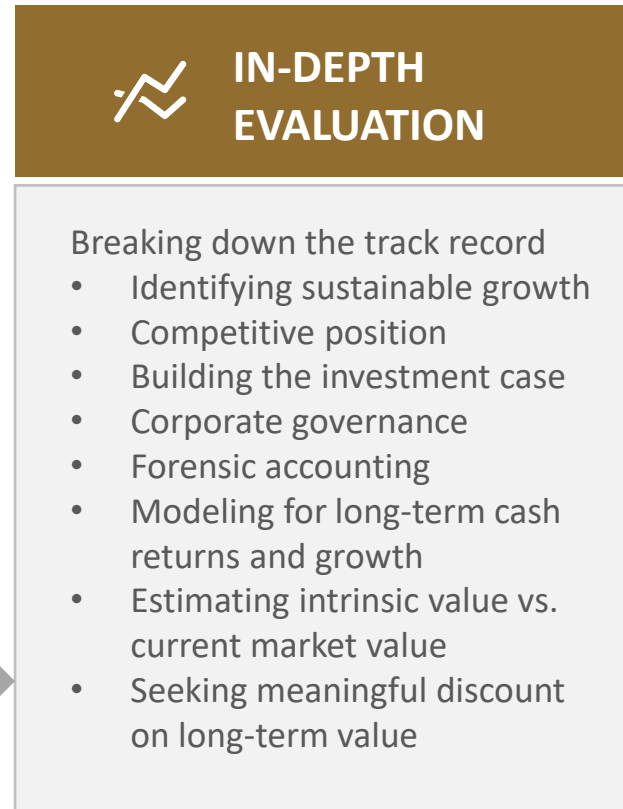 IN-DEPTH
EVALUATION
Breaking down the track record
• Identifying sustainable growth
• Competitive position
• Building the investment case
• Corporate governance
• Forensic accounting
• Modeling for long-term cash
returns and growth
• Estimating intrinsic value vs.
current market value
• Seeking meaningful discount
on long-term value